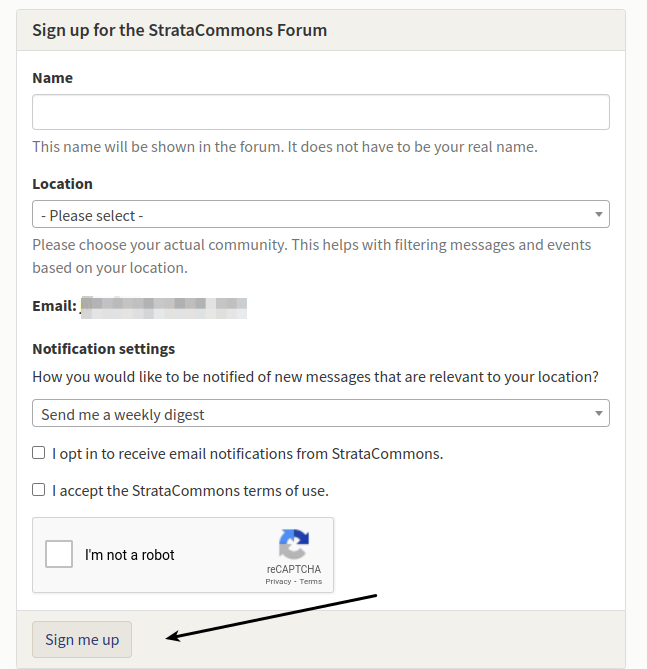 Sign up for the StrataCommons Forum
Name
This name will be shown in the forum. It does not have to be your real name.
Location
- Please select -
Please choose your actual community. This helps with filtering messages and events
based on your location.
Email:
Notification settings
How you would like to be notified of new messages that are relevant to your location?
Send me a weekly digest
I opt in to receive email notifications from StrataCommons.
I accept the StrataCommons terms of use.
I'm not a robot
reCAPTCHA
Privacy - Terms
Sign me up